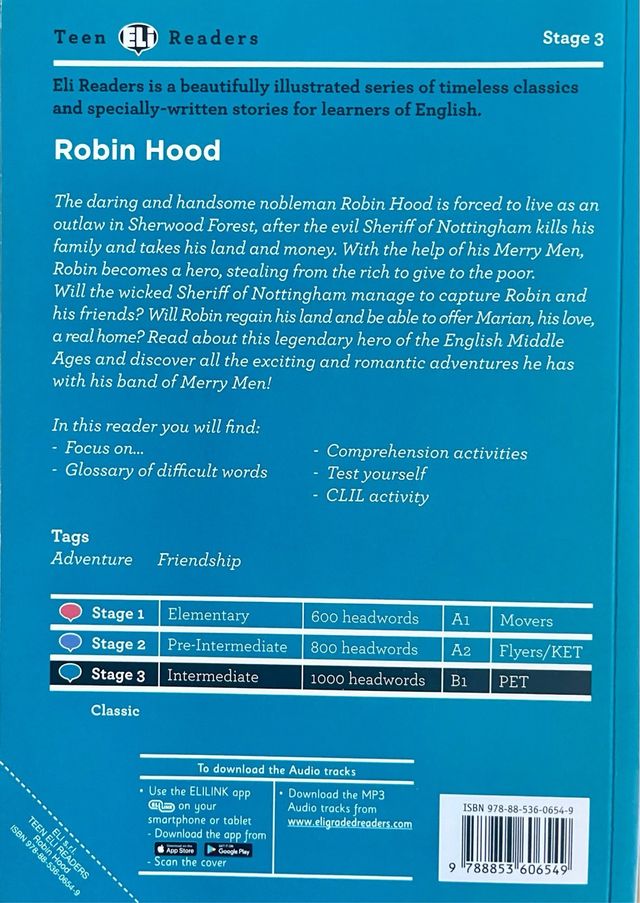 Teen ELi Readers Stage 3
Eli Readers is a beautifully illustrated series of timeless classics
and specially-written stories for learners of English.
Robin Hood
The daring and handsome nobleman Robin Hood is forced to live as an
outlaw in Sherwood Forest, after the evil Sheriff of Nottingham kills his
family and takes his land and money. With the help of his Merry Men,
Robin becomes a hero, stealing from the rich to give to the poor.
Will the wicked Sheriff of Nottingham manage to capture Robin and
his friends? Will Robin regain his land and be able to offer Marian, his love,
a real home? Read about this legendary hero of the English Middle
Ages and discover all the exciting and romantic adventures he has
with his band of Merry Men!
In this reader you will find:
- Focus on...
- Glossary of difficult words
- Comprehension activities
- Test yourself
- CLIL activity
Tags
Adventure Friendship
Stage 1 Elementary 600 headwords A1 Movers
Stage 2 Pre-Intermediate 800 headwords A2 Flyers/KET
Stage 3 Intermediate 1000 headwords B1 PET
Classic
To download the Audio tracks
• Use the ELILINK app
on your
smartphone or tablet
- Download the app from
App Store Google Play
- Scan the cover
• Download the MP3
Audio tracks from
www.eligradedreaders.com
ELI s.r.l.
TEEN ELI READERS
Robin Hood
ISBN 978-88-536-0654-9
ISBN 978-88-536-0654-9
9 788853 606549